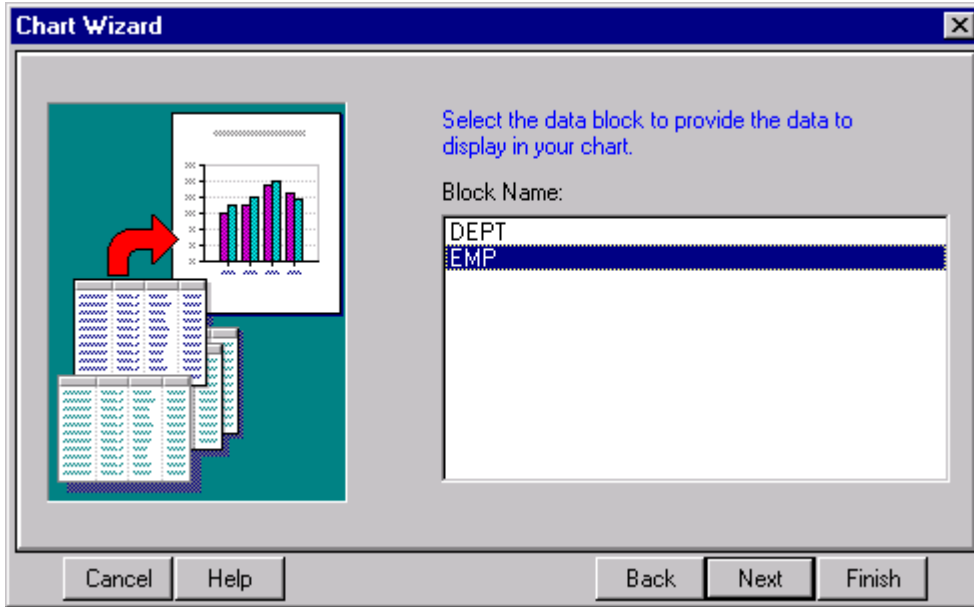 Chart Wizard
Select the data block to provide the data to
display in your chart.
Block Name:
DEPT
EMP
Cancel
Help
Back
Next
Finish